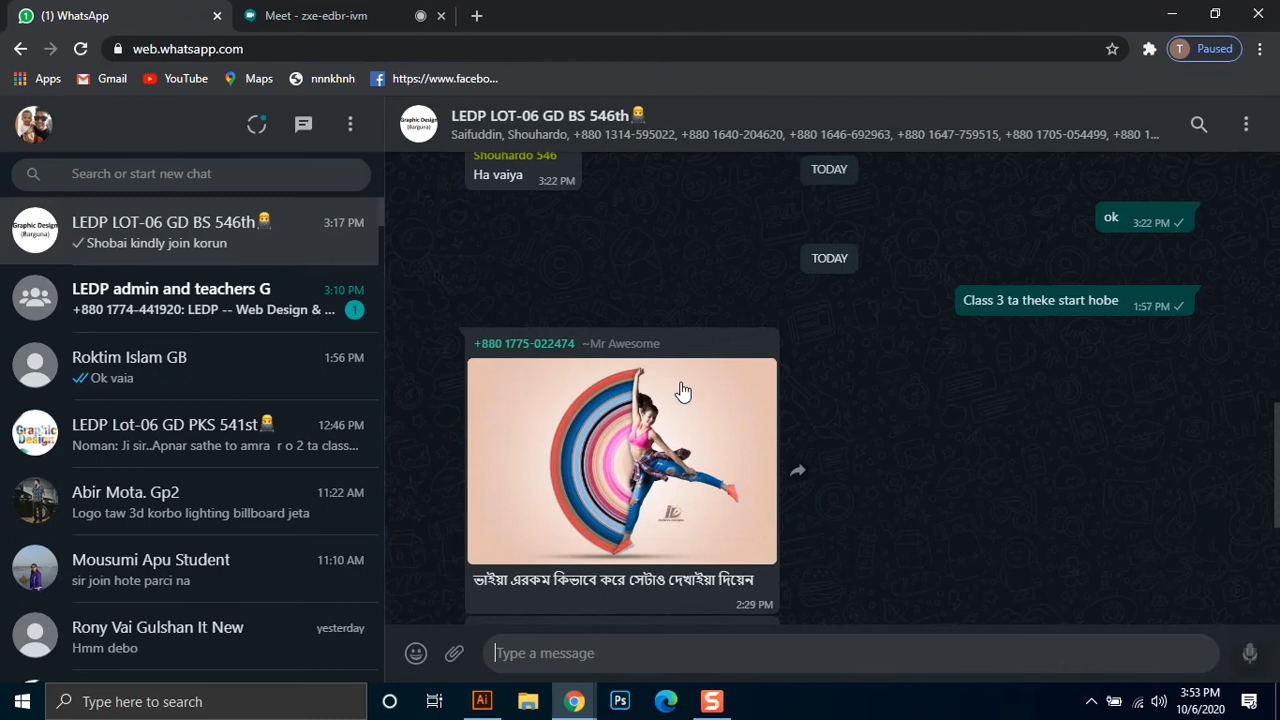 (1) WhatsApp
Meet - zxe-edbr-ivm
web.whatsapp.com
T Paused
Apps
Gmail
YouTube
Maps
nnnkhnh
https://www.facebo...
Search or start new chat
LEDP LOT-06 GD BS 546th 3:17 PM
Shobai kindly join korun
LEDP admin and teachers G 3:10 PM
+880 1774-441920: LEDP -- Web Design & ... 1
Roktim Islam GB 1:56 PM
Ok vaia
LEDP Lot-06 GD PKS 541st 12:46 PM
Noman: Ji sir..Apnar sathe to amra r o 2 ta class...
Abir Mota. Gp2 11:22 AM
Logo taw 3d korbo lighting billboard jeta
Mousumi Apu Student 11:10 AM
sir join hote parci na
Rony Vai Gulshan It New yesterday
Hmm debo
Graphic Design
(Barguna)
LEDP LOT-06 GD BS 546th
Saifuddin, Shouhardo, +880 1314-595022, +880 1640-204620, +880 1646-692963, +880 1647-759515, +880 1705-054499, +880 1...
Shouhardo 546
Ha vaiya 3:22 PM
TODAY
ok 3:22 PM
TODAY
Class 3 ta theke start hobe 1:57 PM
+880 1775-022474 ~Mr Awesome
ভাইয়া এরকম কিভাবে করে সেটাও দেখাইয়া দিয়েন
2:29 PM
Type a message
Type here to search
Ai
Ps
S
3:53 PM
10/6/2020